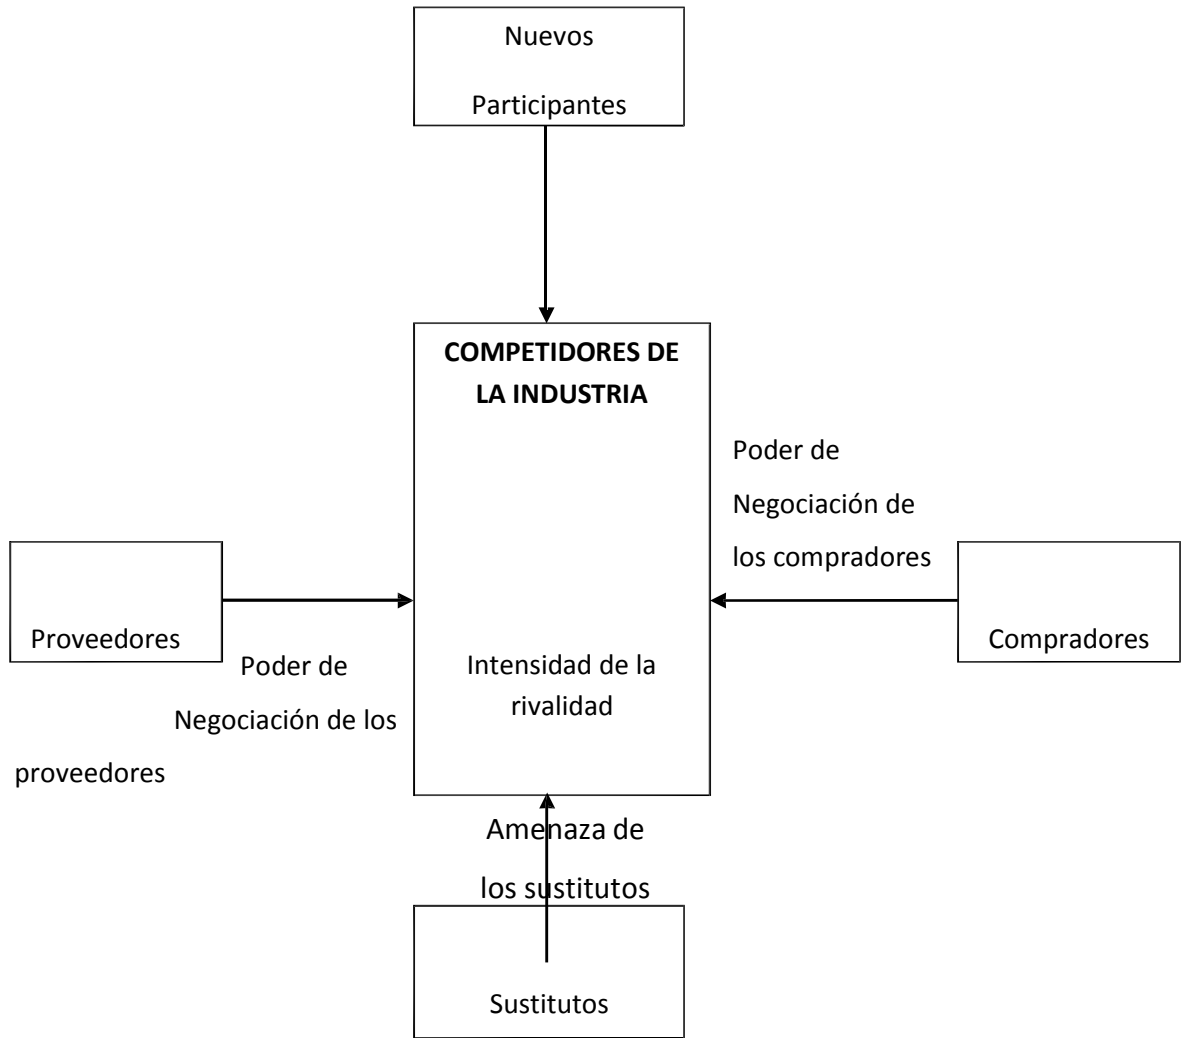 Nuevos
Participantes
COMPETIDORES DE
LA INDUSTRIA
Poder de
Negociación de
los compradores
Proveedores
Compradores
Poder de
Negociación de los
proveedores
Intensidad de la
rivalidad
Amenaza de
los sustitutos
Sustitutos